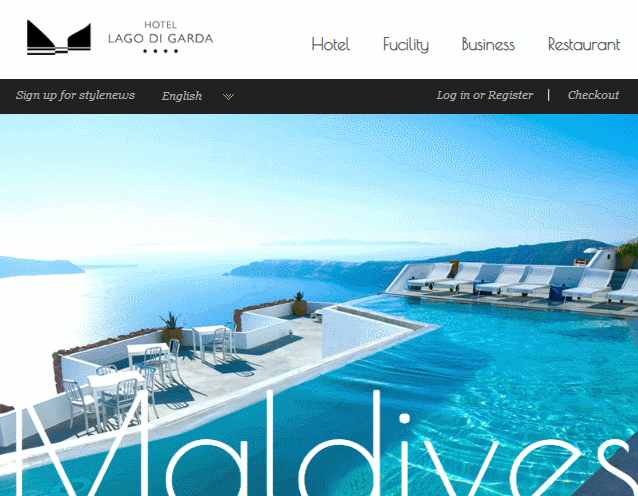 HOTEL
LAGO DI GARDA
Hotel Fucility Business Restaurant
Sign up for stylenews English Log in or Register Checkout
Maldives